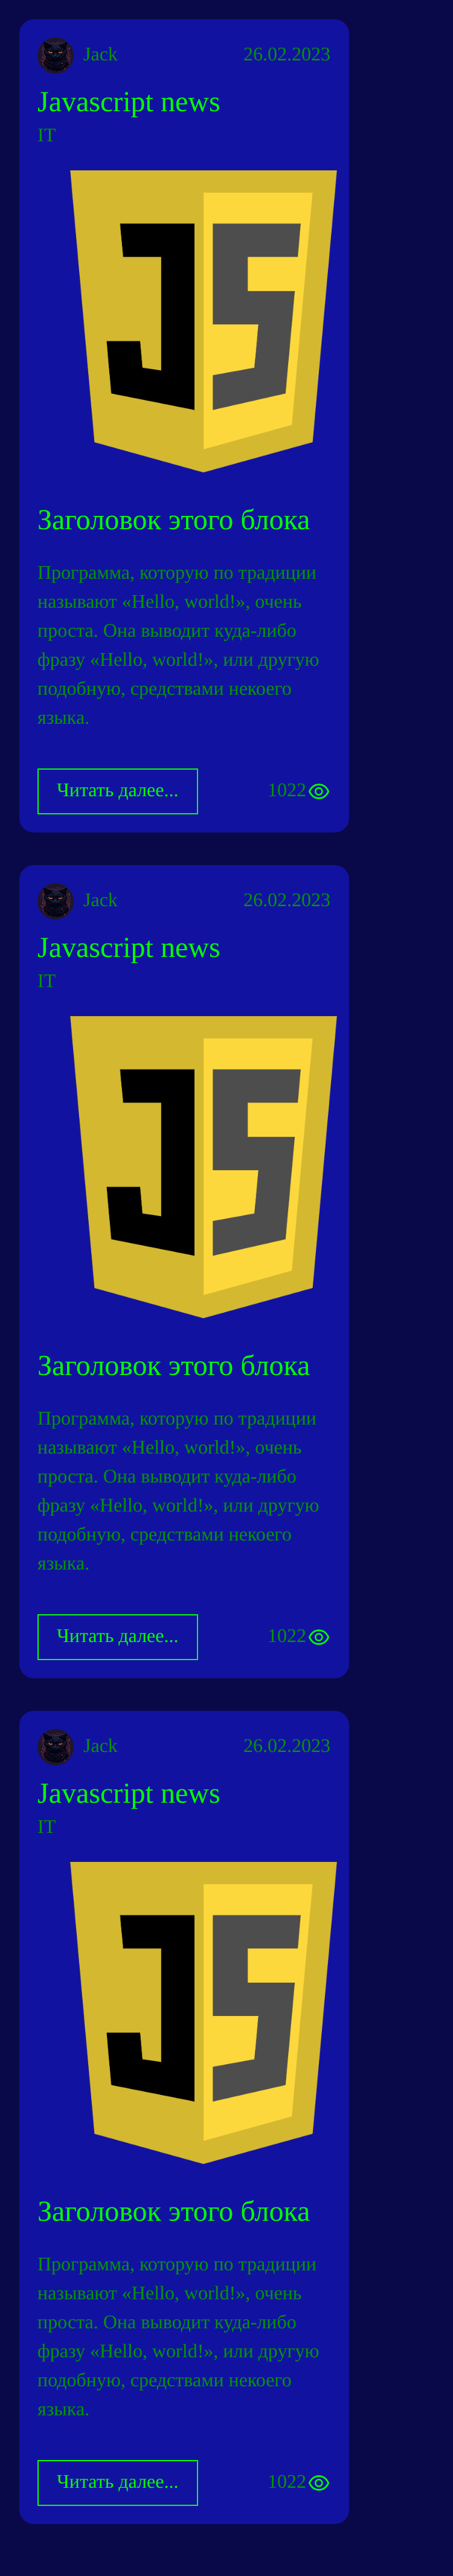 Jack 26.02.2023
Javascript news
IT
JS
Заголовок этого блока
Программа, которую по традиции
называют «Hello, world!», очень
проста. Она выводит куда-либо
фразу «Hello, world!», или другую
подобную, средствами некоего
языка.
Читать далее... 1022
Jack 26.02.2023
Javascript news
IT
JS
Заголовок этого блока
Программа, которую по традиции
называют «Hello, world!», очень
проста. Она выводит куда-либо
фразу «Hello, world!», или другую
подобную, средствами некоего
языка.
Читать далее... 1022
Jack 26.02.2023
Javascript news
IT
JS
Заголовок этого блока
Программа, которую по традиции
называют «Hello, world!», очень
проста. Она выводит куда-либо
фразу «Hello, world!», или другую
подобную, средствами некоего
языка.
Читать далее... 1022